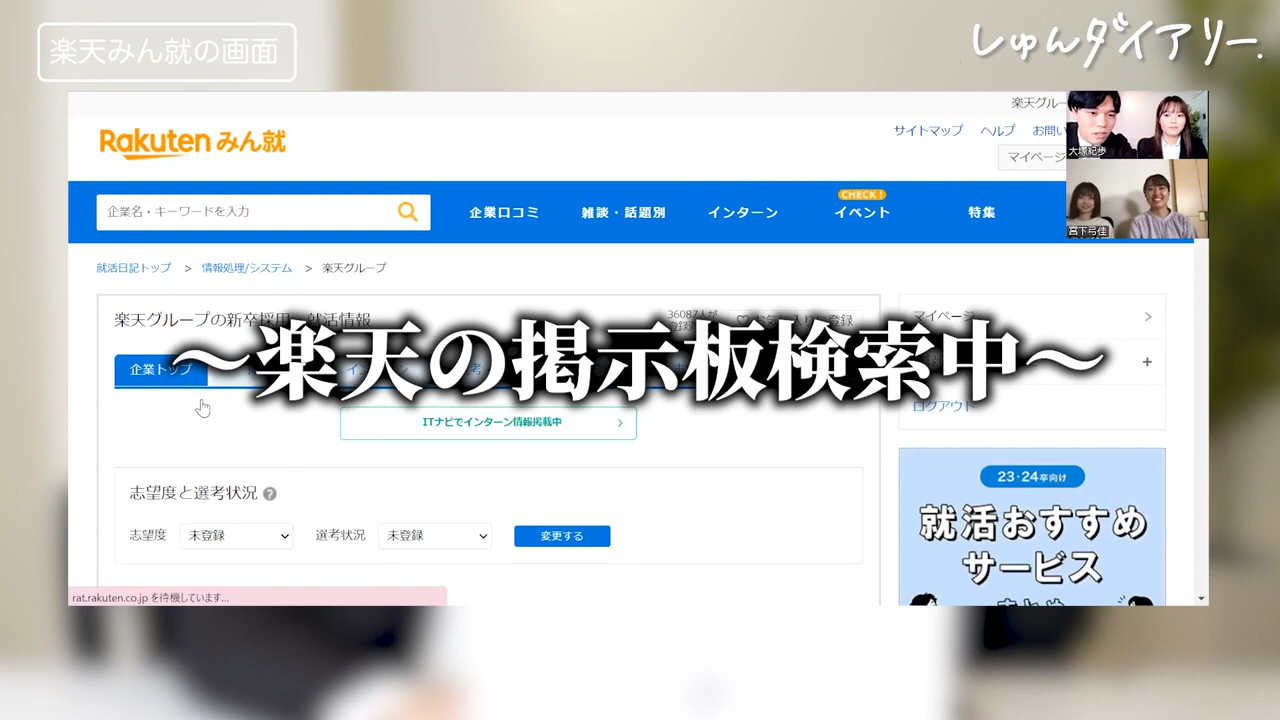 楽天みん就の画面
しゅんダイアリー.
楽天グルー
Rakuten みん就
サイトマップ ヘルプ お問い
マイページ
大塚紀歩
宮下弓佳
企業名・キーワードを入力
企業口コミ 雑談・話題別 インターン CHECK! イベント 特集
就活日記トップ > 情報処理/システム > 楽天グループ
楽天グループの新卒採用・就活情報
36087人が
マイページ
企業トップ
〜楽天の掲示板検索中〜
ログアウト
ITナビでインターン情報掲載中
志望度と選考状況 ?
志望度 未登録 選考状況 未登録 変更する
23・24卒向け
就活おすすめ
サービス
まとめ
rat.rakuten.co.jp を待機しています...